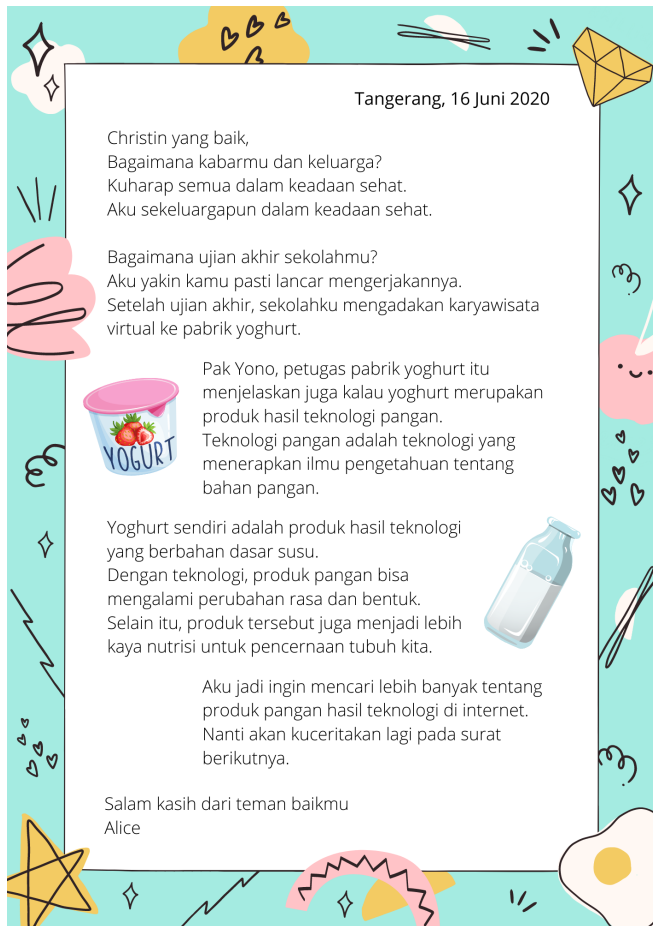 Tangerang, 16 Juni 2020
Christin yang baik,
Bagaimana kabarmu dan keluarga?
Kuharap semua dalam keadaan sehat.
Aku sekeluargapun dalam keadaan sehat.
Bagaimana ujian akhir sekolahmu?
Aku yakin kamu pasti lancar mengerjakannya.
Setelah ujian akhir, sekolahku mengadakan karyawisata
virtual ke pabrik yoghurt.
Pak Yono, petugas pabrik yoghurt itu
menjelaskan juga kalau yoghurt merupakan
produk hasil teknologi pangan.
Teknologi pangan adalah teknologi yang
menerapkan ilmu pengetahuan tentang
bahan pangan.
YOGURT
Yoghurt sendiri adalah produk hasil teknologi
yang berbahan dasar susu.
Dengan teknologi, produk pangan bisa
mengalami perubahan rasa dan bentuk.
Selain itu, produk tersebut juga menjadi lebih
kaya nutrisi untuk pencernaan tubuh kita.
Aku jadi ingin mencari lebih banyak tentang
produk pangan hasil teknologi di internet.
Nanti akan kuceritakan lagi pada surat
berikutnya.
Salam kasih dari teman baikmu
Alice